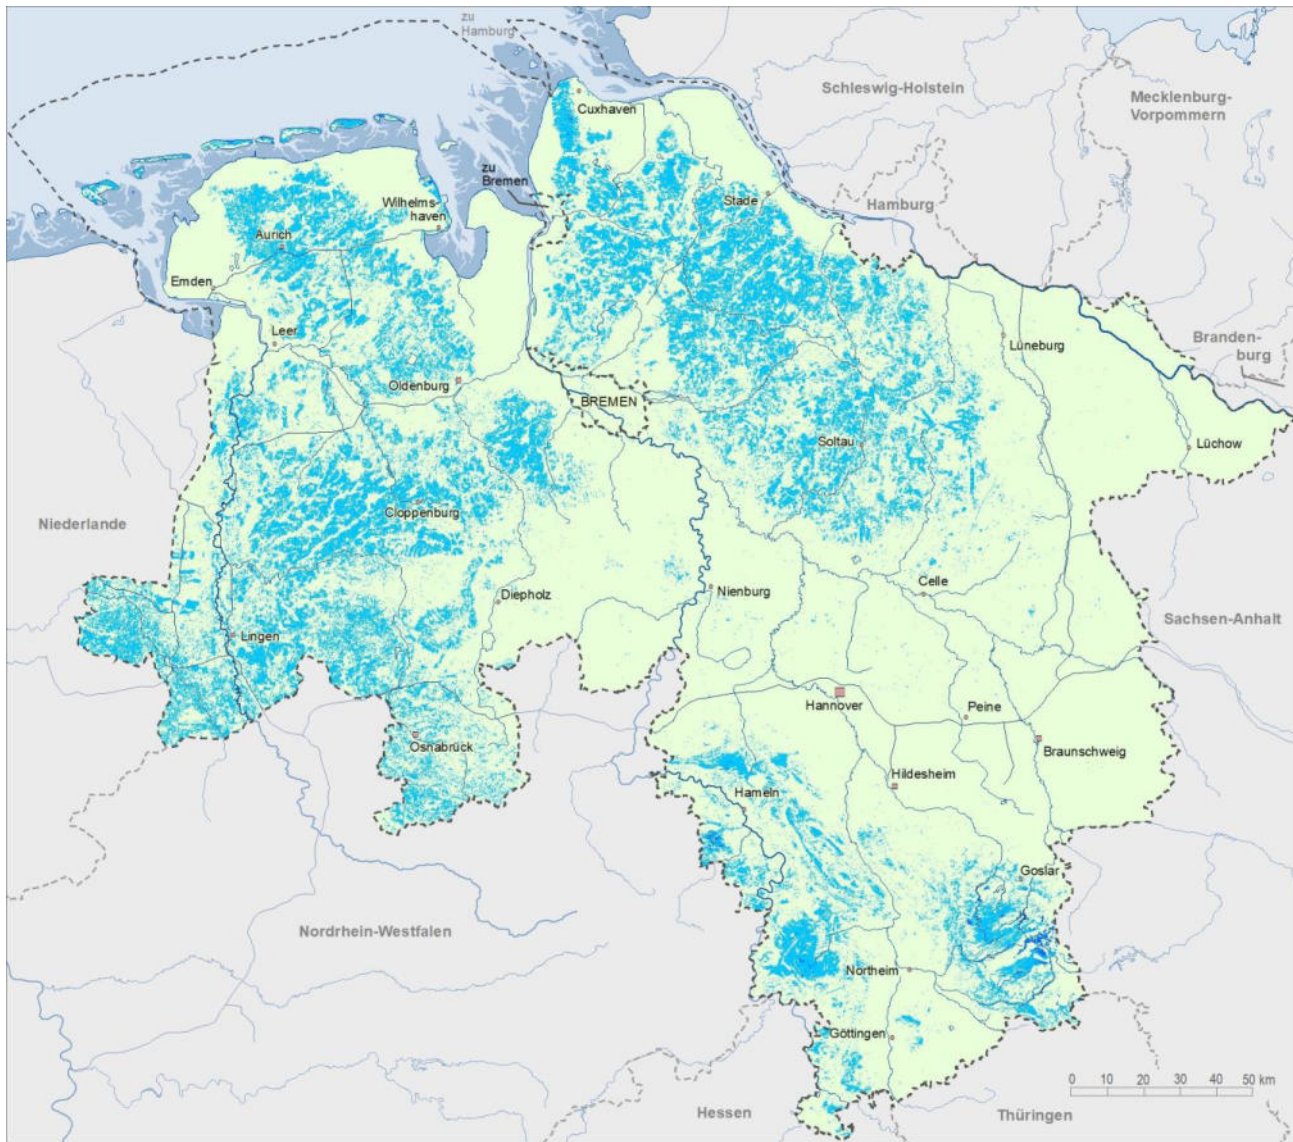 zu
Hamburg
Schleswig-Holstein
Mecklenburg-
Vorpommern
Cuxhaven
zu
Bremen
Stade
Hamburg
Wilhelms-
haven
Aurich
Emden
Leer
Lüneburg
Branden-
burg
Oldenburg
BREMEN
Soltau
Lüchow
Cloppenburg
Niederlande
Celle
Nienburg
Diepholz
Sachsen-Anhalt
Lingen
Hannover
Peine
Osnabrück
Braunschweig
Hildesheim
Hameln
Goslar
Nordrhein-Westfalen
Northeim
Göttingen
0 10 20 30 40 50 km
Hessen
Thüringen